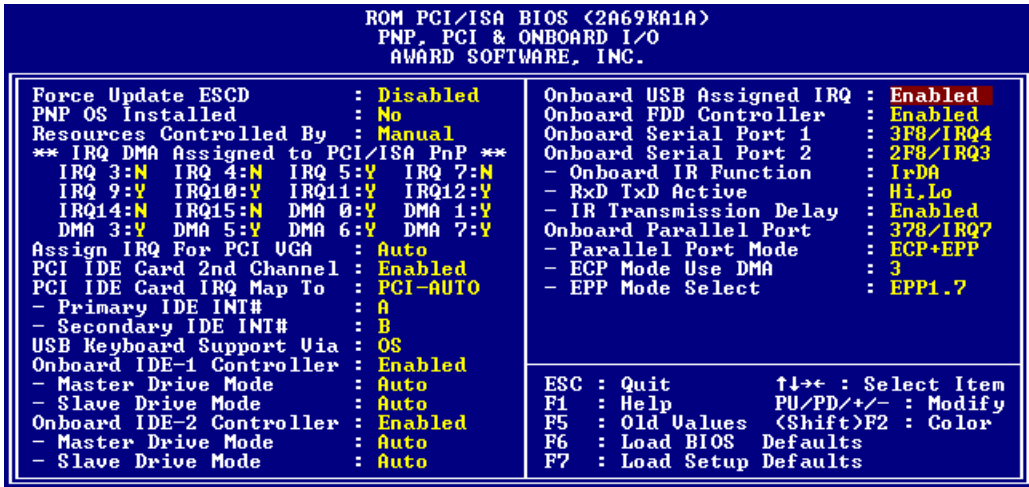 ROM PCI/ISA BIOS (2A69KA1A)
PNP, PCI & ONBOARD I/O
AWARD SOFTWARE, INC.
Force Update ESCD : Disabled
PNP OS Installed : No
Resources Controlled By : Manual
** IRQ DMA Assigned to PCI/ISA PnP **
IRQ 3:N IRQ 4:N IRQ 5:Y IRQ 7:N
IRQ 9:Y IRQ10:Y IRQ11:Y IRQ12:Y
IRQ14:N IRQ15:N DMA 0:Y DMA 1:Y
DMA 3:Y DMA 5:Y DMA 6:Y DMA 7:Y
Assign IRQ For PCI VGA : Auto
PCI IDE Card 2nd Channel : Enabled
PCI IDE Card IRQ Map To : PCI-AUTO
- Primary IDE INT# : A
- Secondary IDE INT# : B
USB Keyboard Support Via : OS
Onboard IDE-1 Controller : Enabled
- Master Drive Mode : Auto
- Slave Drive Mode : Auto
Onboard IDE-2 Controller : Enabled
- Master Drive Mode : Auto
- Slave Drive Mode : Auto
Onboard USB Assigned IRQ : Enabled
Onboard FDD Controller : Enabled
Onboard Serial Port 1 : 3F8/IRQ4
Onboard Serial Port 2 : 2F8/IRQ3
- Onboard IR Function : IrDA
- RxD TxD Active : Hi,Lo
- IR Transmission Delay : Enabled
Onboard Parallel Port : 378/IRQ7
- Parallel Port Mode : ECP+EPP
- ECP Mode Use DMA : 3
- EPP Mode Select : EPP1.7
ESC : Quit ↑↓→← : Select Item
F1 : Help PU/PD/+/- : Modify
F5 : Old Values (Shift)F2 : Color
F6 : Load BIOS Defaults
F7 : Load Setup Defaults